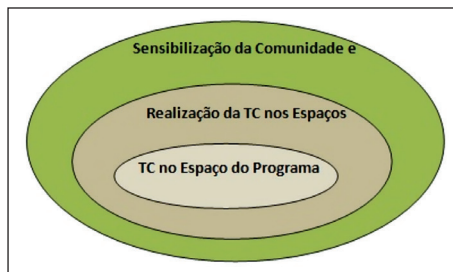 Sensibilização da Comunidade e
Realização da TC nos Espaços
TC no Espaço do Programa